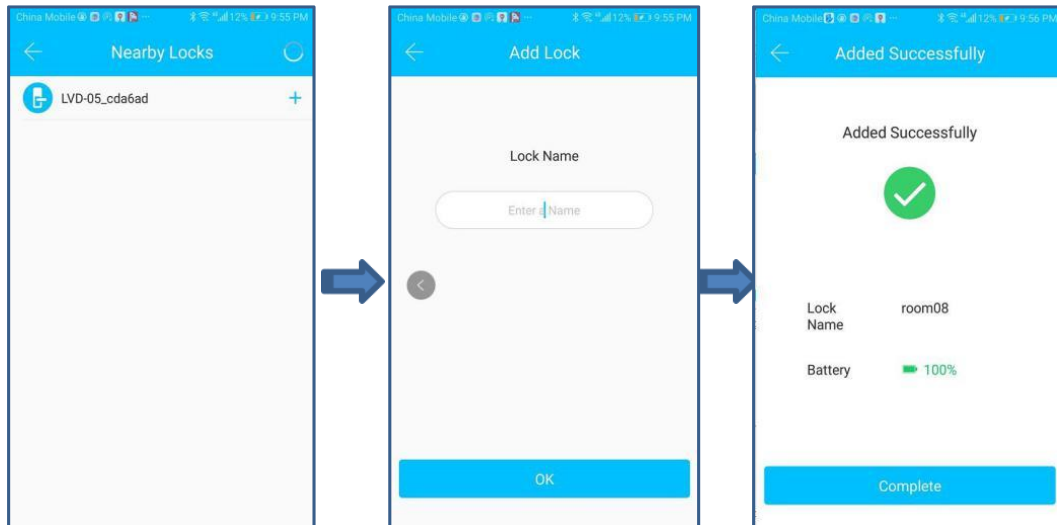 China Mobile
12%
9:55 PM
Nearby Locks
LVD-05_cda6ad
China Mobile
12%
9:55 PM
Add Lock
Lock Name
Enter a Name
OK
China Mobile
12%
9:56 PM
Added Successfully
Added Successfully
Lock
Name
room08
Battery
100%
Complete